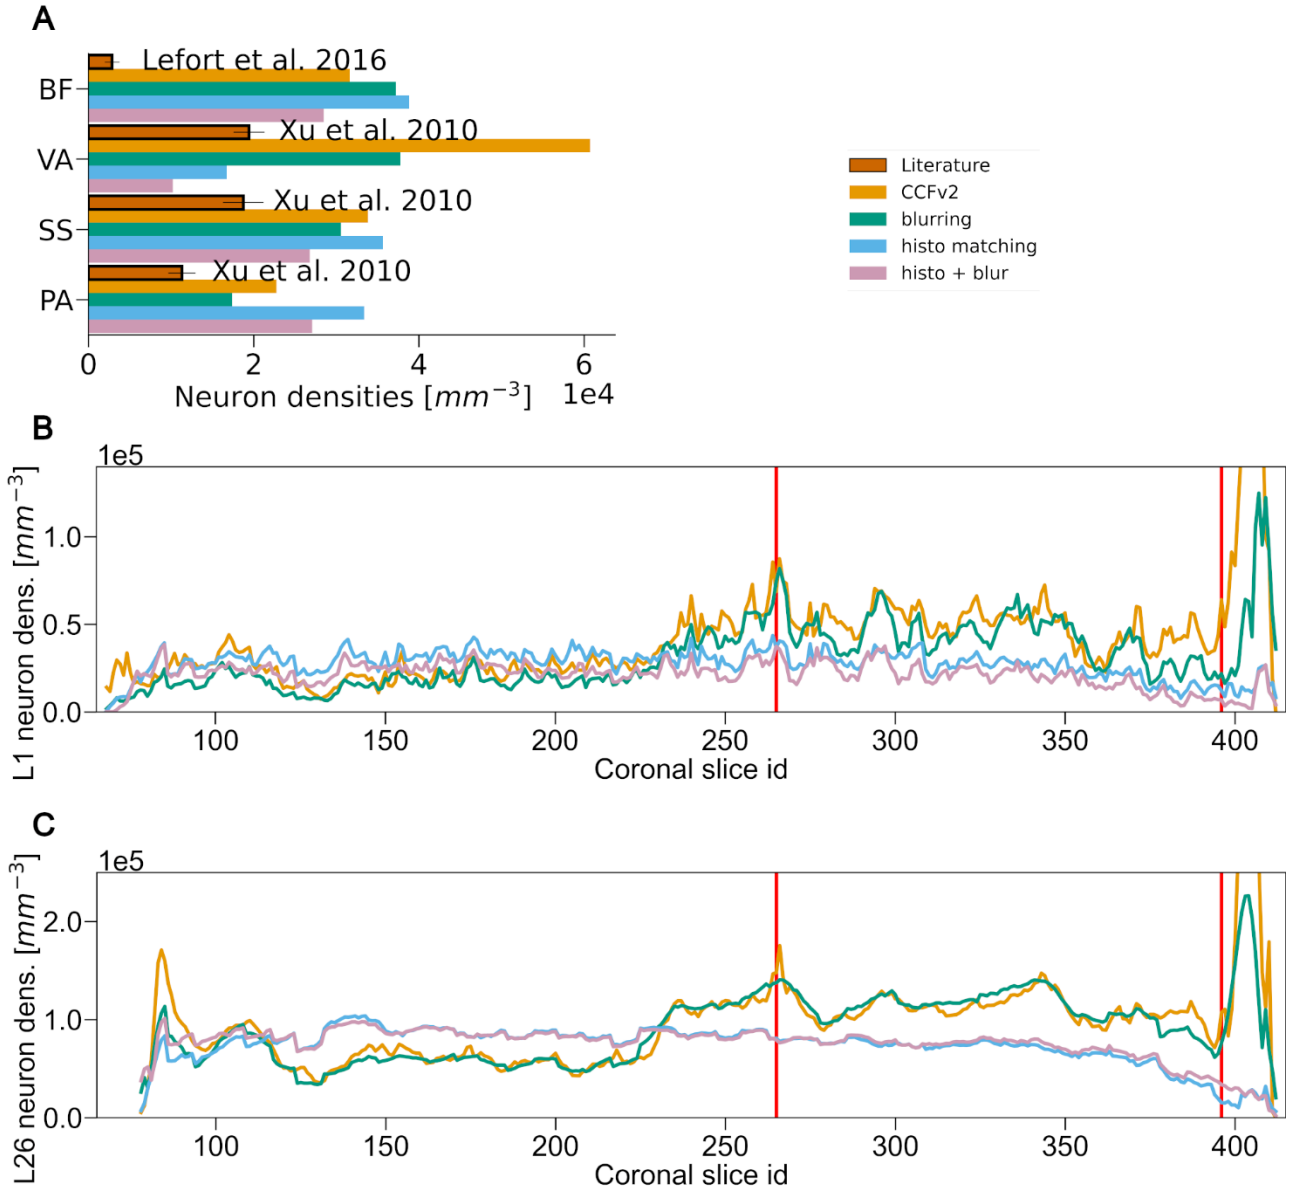 A
BF
Lefort et al. 2016
VA
Xu et al. 2010
SS
Xu et al. 2010
PA
Xu et al. 2010
0 2 4 6
1e4
Neuron densities [mm⁻³]
Literature
CCFv2
blurring
histo matching
histo + blur
B
1e5
L1 neuron dens. [mm⁻³]
1.0
0.5
0.0
100 150 200 250 300 350 400
Coronal slice id
C
1e5
L26 neuron dens. [mm⁻³]
2.0
1.0
0.0
100 150 200 250 300 350 400
Coronal slice id